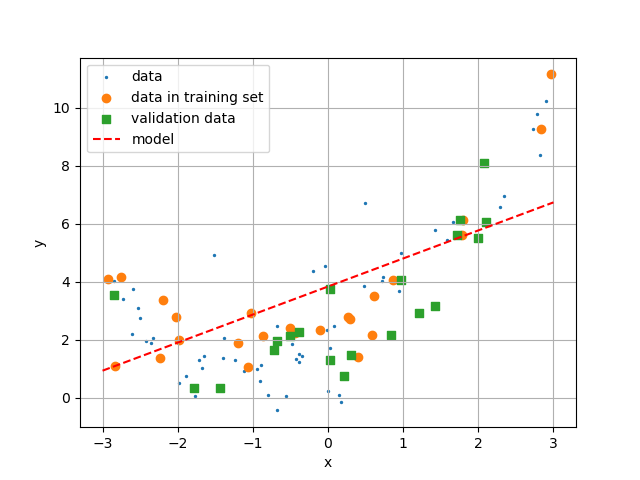 data
data in training set
validation data
model
10
8
6
4
2
0
y
−3
−2
−1
0
1
2
3
x